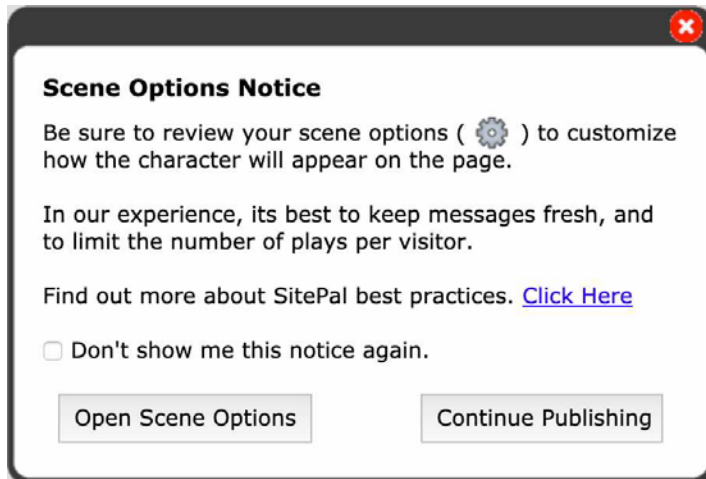 Scene Options Notice
Be sure to review your scene options ( ) to customize
how the character will appear on the page.
In our experience, its best to keep messages fresh, and
to limit the number of plays per visitor.
Find out more about SitePal best practices. Click Here
Don't show me this notice again.
Open Scene Options
Continue Publishing